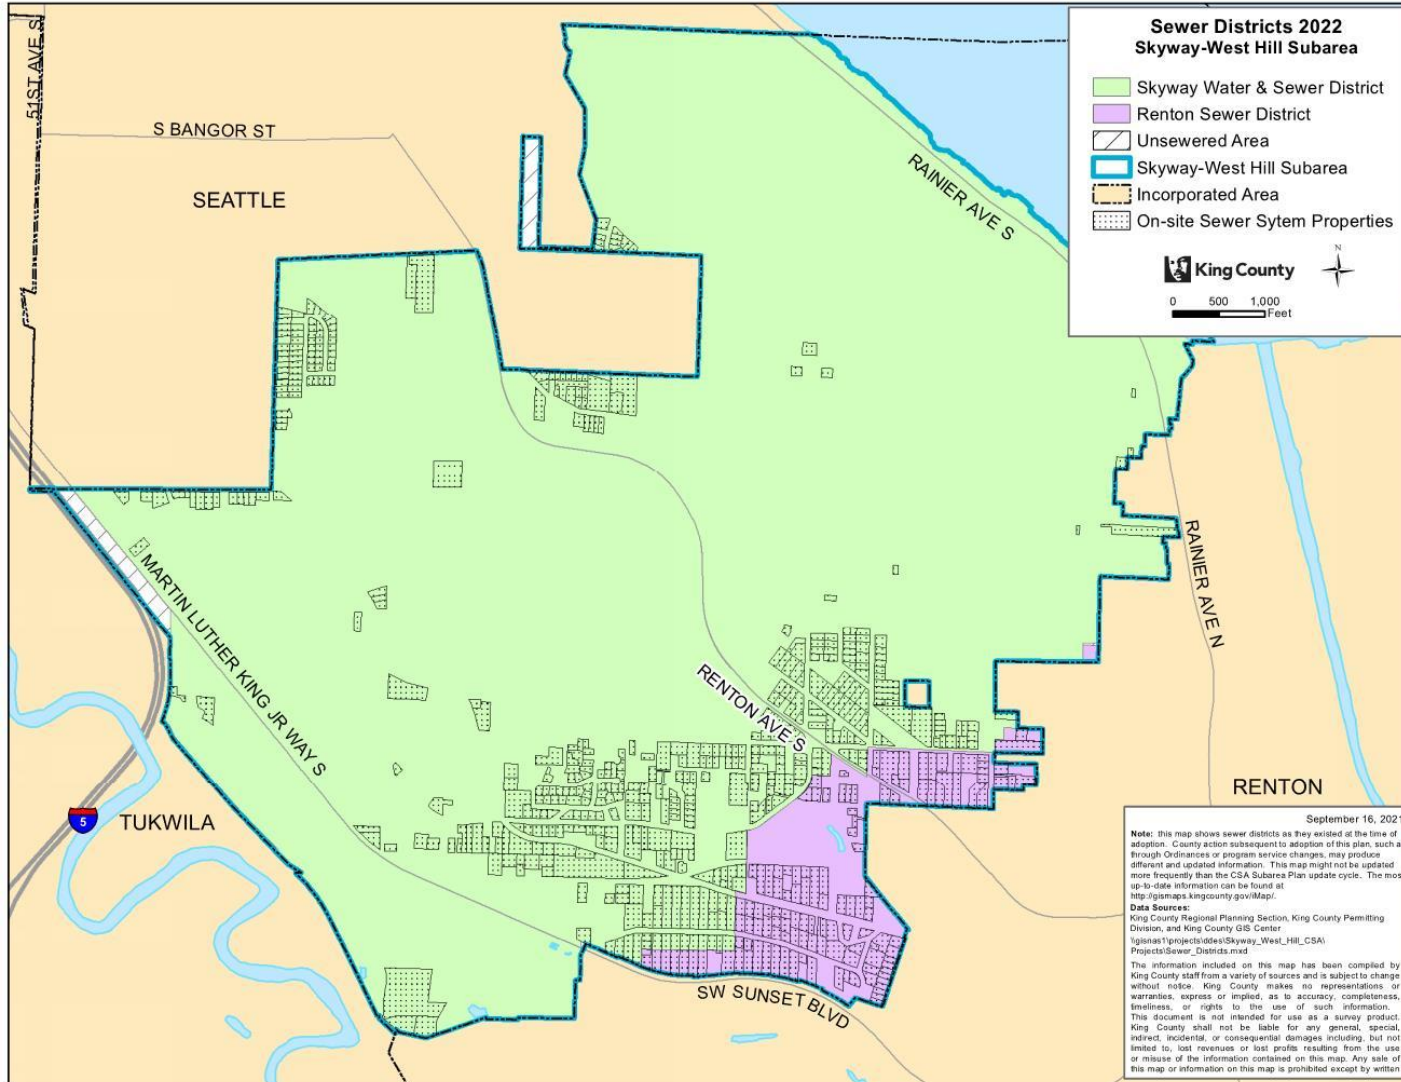 Sewer Districts 2022
Skyway-West Hill Subarea
Skyway Water & Sewer District
Renton Sewer District
Unsewered Area
Skyway-West Hill Subarea
Incorporated Area
On-site Sewer Sytem Properties
N
King County
0 500 1,000
Feet
51ST AVE S
S BANGOR ST
SEATTLE
RAINIER AVE S
MARTIN LUTHER KING JR WAY S
RAINIER AVE N
RENTON AVE S
5
TUKWILA
RENTON
SW SUNSET BLVD
September 16, 2021
Note: this map shows sewer districts as they existed at the time of
adoption. County action subsequent to adoption of this plan, such a
through Ordinances or program service changes, may produce
different and updated information. This map might not be updated
more frequently than the CSA Subarea Plan update cycle. The mos
up-to-date information can be found at
http://gismaps.kingcounty.gov/iMap/.
Data Sources:
King County Regional Planning Section, King County Permitting
Division, and King County GIS Center
\\gisnas1\projects\ddes\Skyway_West_Hill_CSA\
Projects\Sewer_Districts.mxd
The information included on this map has been compiled by
King County staff from a variety of sources and is subject to change
without notice. King County makes no representations or
warranties, express or implied, as to accuracy, completeness,
timeliness, or rights to the use of such information.
This document is not intended for use as a survey product.
King County shall not be liable for any general, special,
indirect, incidental, or consequential damages including, but not
limited to, lost revenues or lost profits resulting from the use
or misuse of the information contained on this map. Any sale of
this map or information on this map is prohibited except by written